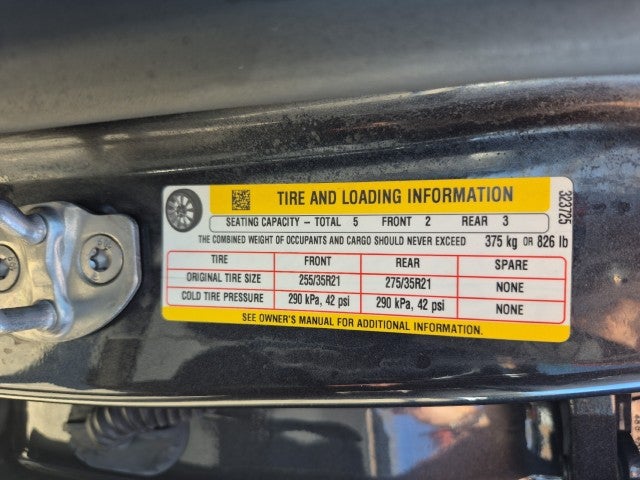 TIRE AND LOADING INFORMATION
SEATING CAPACITY – TOTAL 5 FRONT 2 REAR 3
THE COMBINED WEIGHT OF OCCUPANTS AND CARGO SHOULD NEVER EXCEED 375 kg OR 826 lb
TIRE FRONT REAR SPARE
ORIGINAL TIRE SIZE 255/35R21 275/35R21 NONE
COLD TIRE PRESSURE 290 kPa, 42 psi 290 kPa, 42 psi NONE
SEE OWNER'S MANUAL FOR ADDITIONAL INFORMATION.
323725